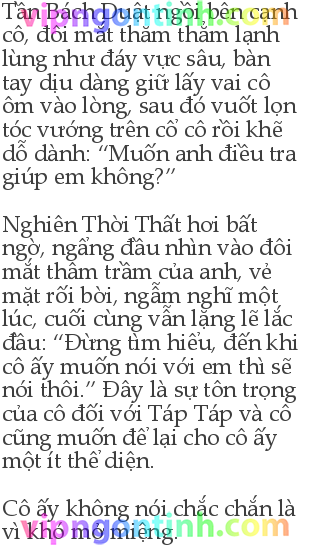 Tần Bách Duật ngồi bên cạnh
cô, đôi mắt thăm thẳm lạnh
lùng như đáy vực sâu, bàn
tay dịu dàng giữ lấy vai cô
ôm vào lòng, sau đó vuốt lọn
tóc vướng trên cổ cô rồi khẽ
dỗ dành: “Muốn anh điều tra
giúp em không?”
Nghiên Thời Thất hơi bất
ngờ, ngẩng đầu nhìn vào đôi
mắt thâm trầm của anh, vẻ
mặt rối bời, ngẫm nghĩ một
lúc, cuối cùng vẫn lặng lẽ lắc
đầu: “Đừng tìm hiểu, đến khi
cô ấy muốn nói với em thì sẽ
nói thôi.” Đây là sự tôn trọng
của cô đối với Táp Táp và cô
cũng muốn để lại cho cô ấy
một ít thể diện.
Cô ấy không nói chắc chắn là
vì khó mở miệng.
vipngontinh.com
vipngontinh.com